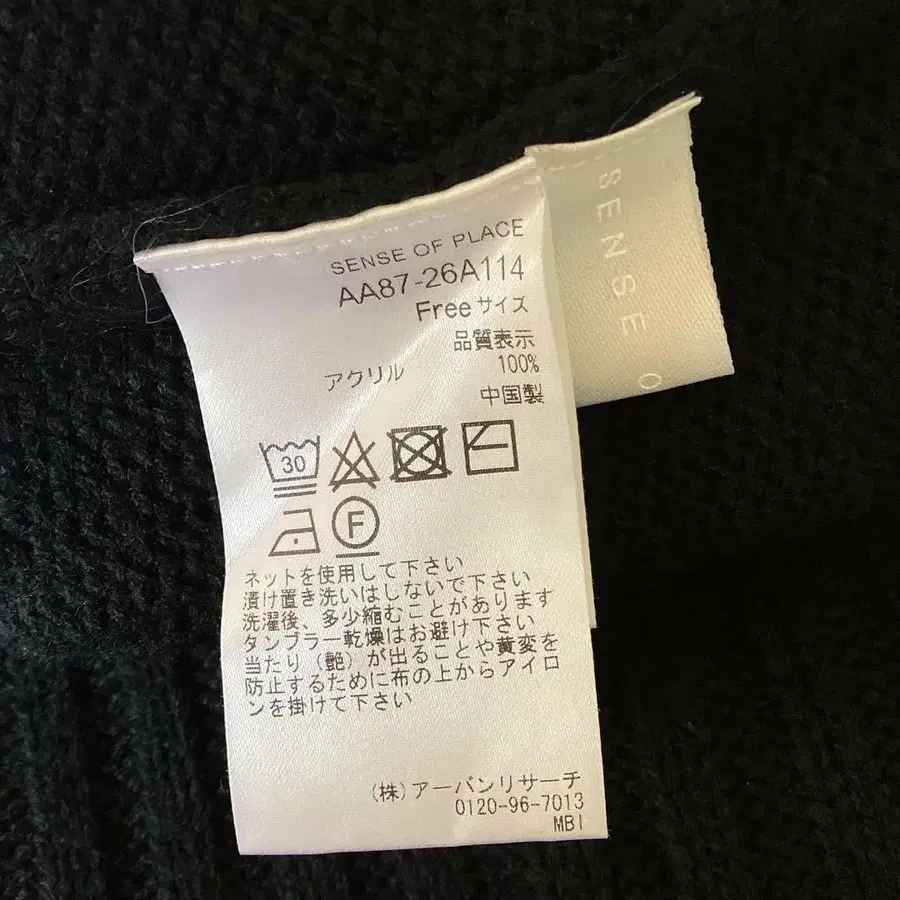 SENSE OF PLACE
AA87-26A114
Freeサイズ
品質表示
アクリル 100%
中国製
30
F
ネットを使用して下さい
漬け置き洗いはしないで下さい
洗濯後、多少縮むことがあります
タンブラー乾燥はお避け下さい
当たり（艶）が出ることや黄変を
防止するために布の上からアイロ
ンを掛けて下さい
(株)アーバンリサーチ
0120-96-7013
MBI
SENSE O